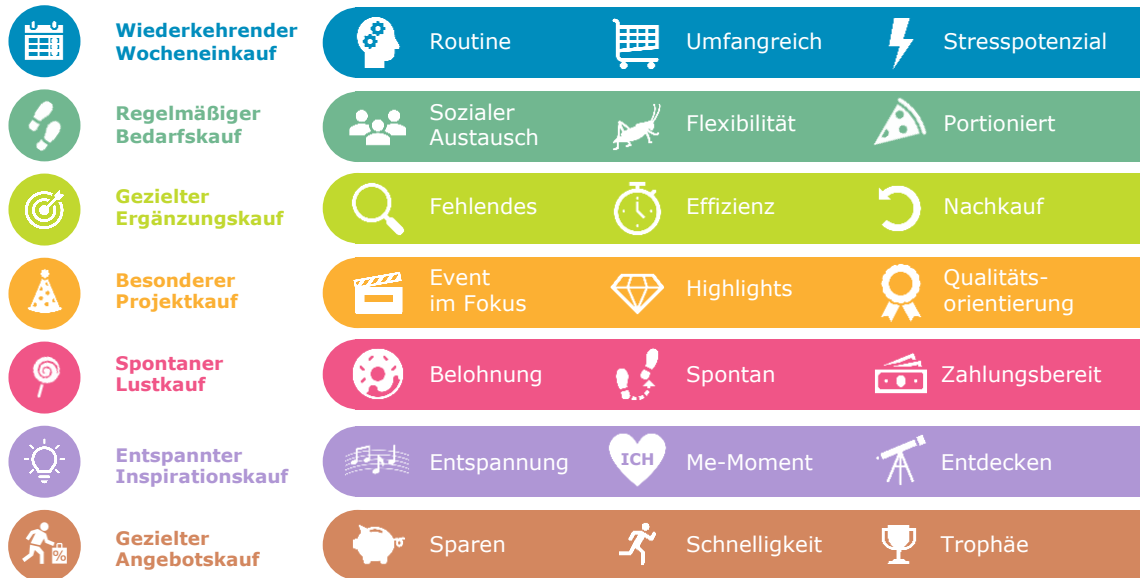 Wiederkehrender
Wocheneinkauf
Routine
Umfangreich
Stresspotenzial
Regelmäßiger
Bedarfskauf
Sozialer
Austausch
Flexibilität
Portioniert
Gezielter
Ergänzungskauf
Fehlendes
Effizienz
Nachkauf
Besonderer
Projektkauf
Event
im Fokus
Highlights
Qualitäts-
orientierung
Spontaner
Lustkauf
Belohnung
Spontan
Zahlungsbereit
Entspannter
Inspirationskauf
Entspannung
ICH
Me-Moment
Entdecken
Gezielter
Angebotskauf
%
Sparen
Schnelligkeit
Trophäe